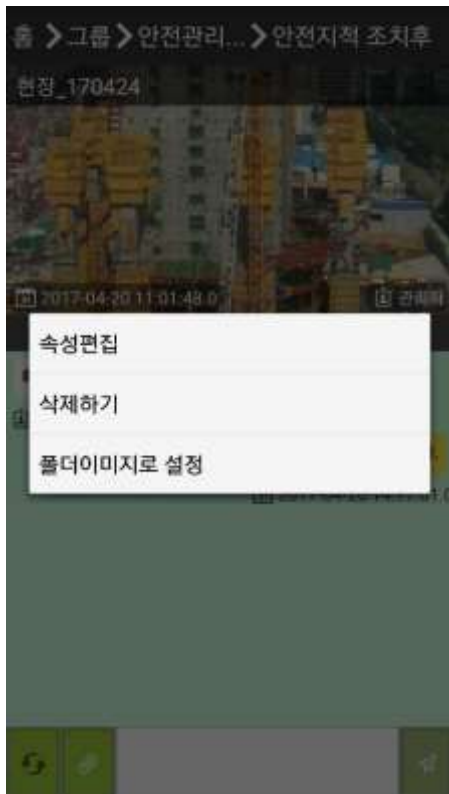 홈 > 그룹 > 안전관리... > 안전지적 조치후
현장_170424
2017-04-20 11:01:48.0
관리자
속성편집
삭제하기
폴더이미지로 설정